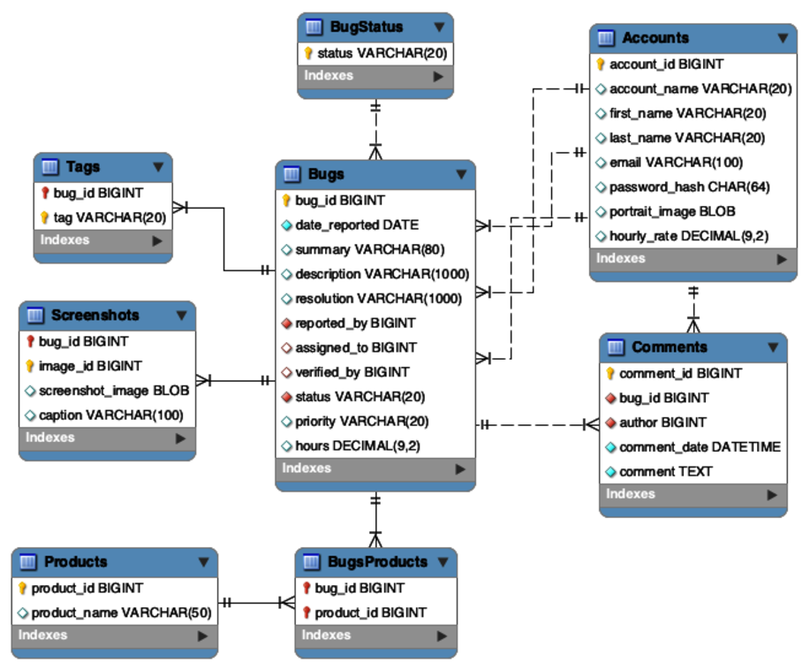 BugStatus
status VARCHAR(20)
Indexes
Accounts
account_id BIGINT
account_name VARCHAR(20)
first_name VARCHAR(20)
last_name VARCHAR(20)
email VARCHAR(100)
password_hash CHAR(64)
portrait_image BLOB
hourly_rate DECIMAL(9,2)
Indexes
Tags
bug_id BIGINT
tag VARCHAR(20)
Indexes
Bugs
bug_id BIGINT
date_reported DATE
summary VARCHAR(80)
description VARCHAR(1000)
resolution VARCHAR(1000)
reported_by BIGINT
assigned_to BIGINT
verified_by BIGINT
status VARCHAR(20)
priority VARCHAR(20)
hours DECIMAL(9,2)
Indexes
Screenshots
bug_id BIGINT
image_id BIGINT
screenshot_image BLOB
caption VARCHAR(100)
Indexes
Comments
comment_id BIGINT
bug_id BIGINT
author BIGINT
comment_date DATETIME
comment TEXT
Indexes
Products
product_id BIGINT
product_name VARCHAR(50)
Indexes
BugsProducts
bug_id BIGINT
product_id BIGINT
Indexes